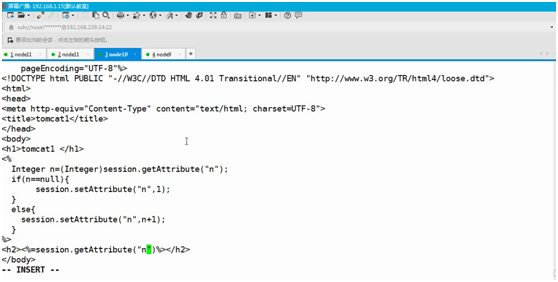 屏幕广播: 192.168.1.15(默认教室)
ssh://root:********@192.168.239.14:22
要添加当前会话，点击左侧的箭头按钮。
1 node11 2 node11 3 node10 4 node9
pageEncoding="UTF-8"%>
<!DOCTYPE html PUBLIC "-//W3C//DTD HTML 4.01 Transitional//EN" "http://www.w3.org/TR/html4/loose.dtd">
<html>
<head>
<meta http-equiv="Content-Type" content="text/html; charset=UTF-8">
<title>tomcat1</title>
</head>
<body>
<h1>tomcat1 </h1>
<%
Integer n=(Integer)session.getAttribute("n");
if(n==null){
session.setAttribute("n",1);
}
else{
session.setAttribute("n",n+1);
}
%>
<h2><%=session.getAttribute("n")%></h2>
</body>
-- INSERT --